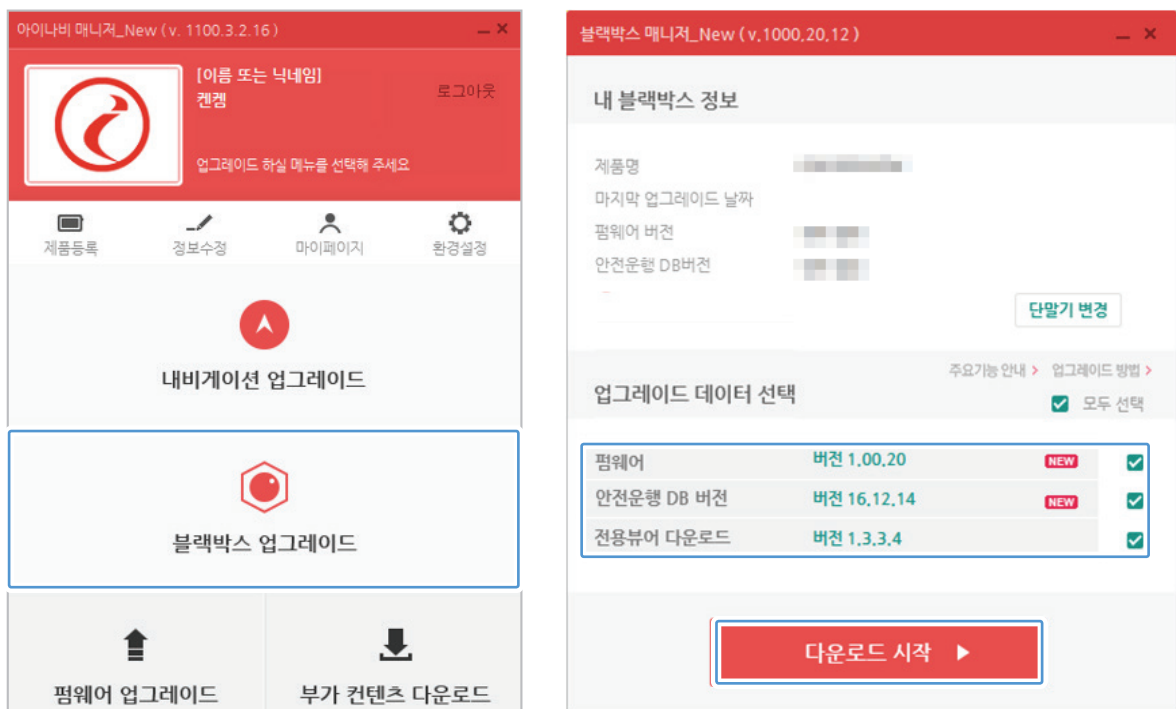 아이나비 매니저_New ( v. 1100.3.2.16 )
[이름 또는 닉네임]
켄켐
로그아웃
업그레이드 하실 메뉴를 선택해 주세요
제품등록
정보수정
마이페이지
환경설정
내비게이션 업그레이드
블랙박스 업그레이드
펌웨어 업그레이드
부가 컨텐츠 다운로드
블랙박스 매니저_New ( v.1000.20.12 )
내 블랙박스 정보
제품명
마지막 업그레이드 날짜
펌웨어 버전
안전운행 DB버전
단말기 변경
주요기능 안내 > 업그레이드 방법 >
업그레이드 데이터 선택
모두 선택
펌웨어 버전 1.00.20 NEW
안전운행 DB 버전 버전 16.12.14 NEW
전용뷰어 다운로드 버전 1.3.3.4
다운로드 시작 ▶